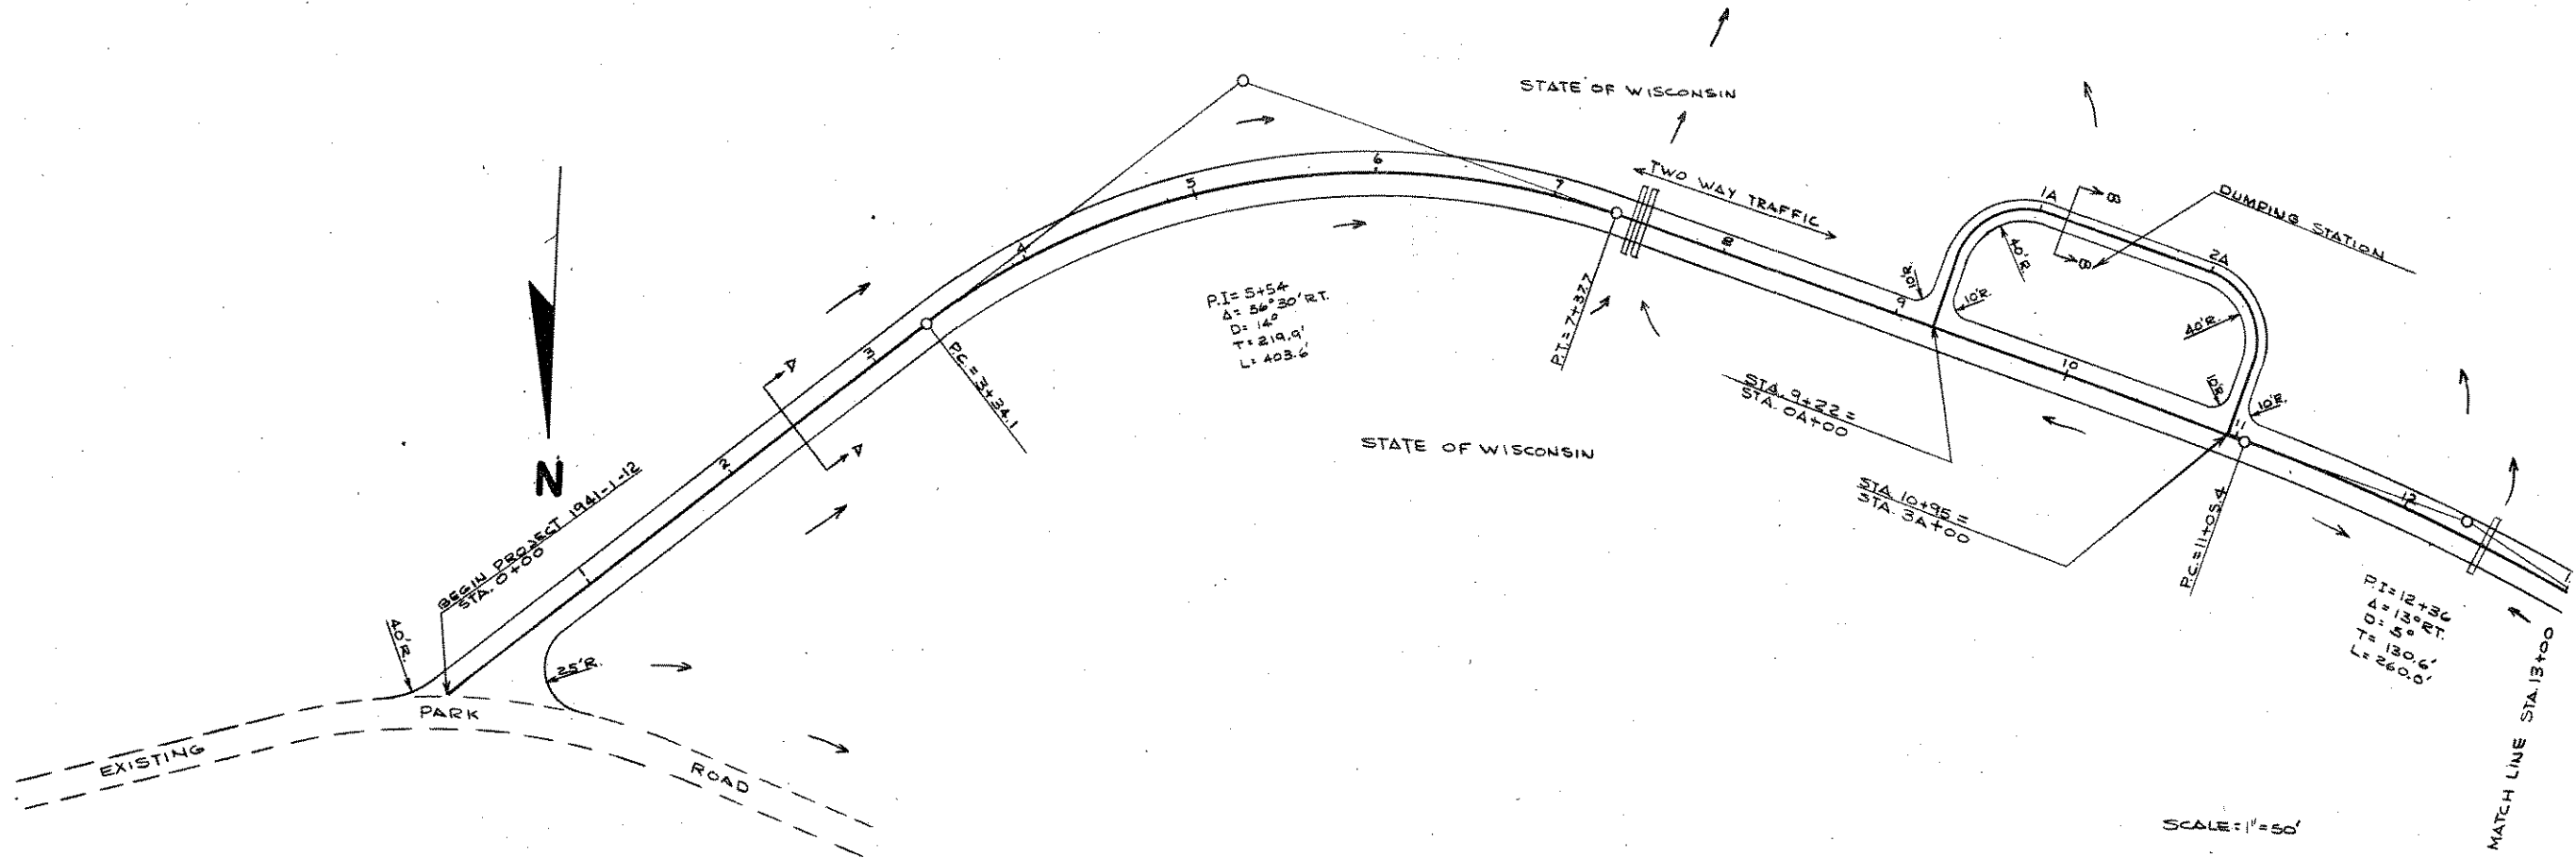 STATE OF WISCONSIN
TWO WAY TRAFFIC
DUMPING STATION
1A
2A
B
B
40'R.
40'R.
10'R.
10'R.
10'R.
10'R.
1
2
3
4
5
6
7
8
9
10
11
12
A
A
N
P.I = 5+54
Δ = 56°30' RT.
D = 14°
T = 219.9'
L = 403.6'
P.C. = 3+34.1
P.T. = 7+37.7
STATE OF WISCONSIN
STA. 9+22 =
STA. 0A+00
STA. 10+95 =
STA. 3A+00
P.C. = 11+05.4
P.I = 12+36
Δ = 13° RT.
D = 5°
T = 130.6'
L = 260.0'
MATCH LINE STA. 13+00
BEGIN PROJECT 1941-1-12
STA. 0+00
40'R.
25'R.
EXISTING
PARK
ROAD
SCALE: 1" = 50'